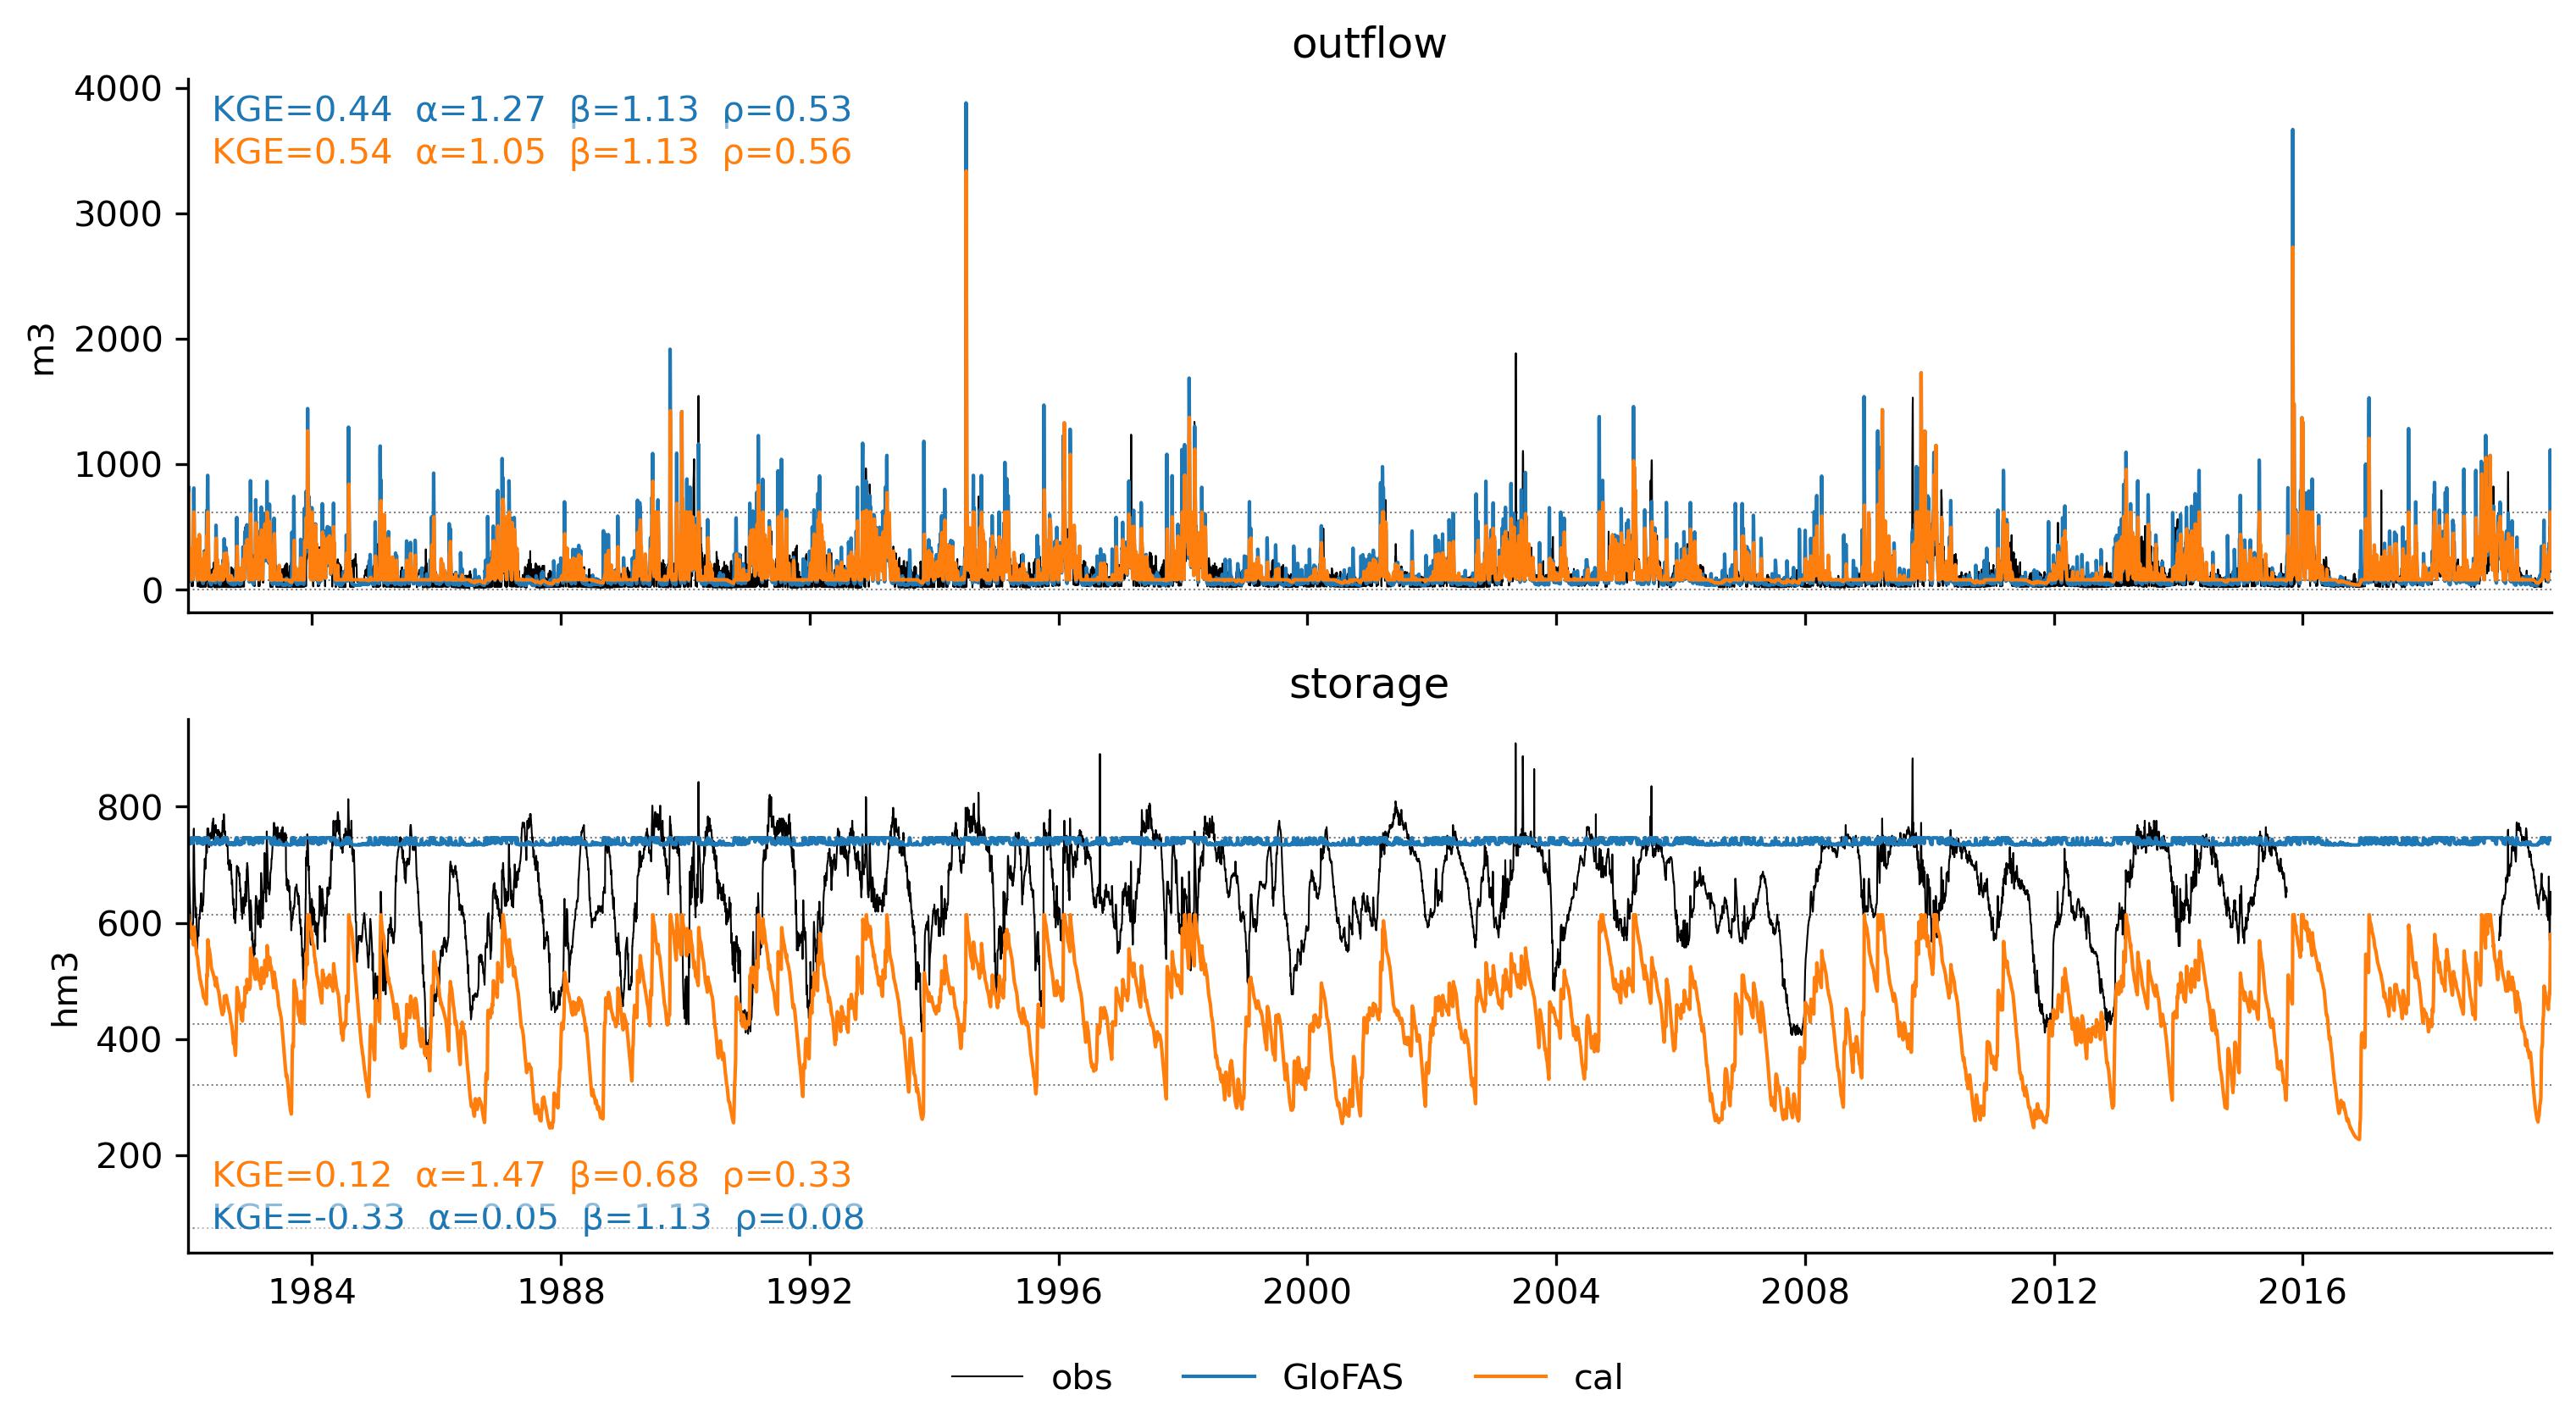 outflow
4000
3000
2000
1000
0
m3
KGE=0.44 α=1.27 β=1.13 ρ=0.53
KGE=0.54 α=1.05 β=1.13 ρ=0.56
storage
800
600
400
200
hm3
KGE=0.12 α=1.47 β=0.68 ρ=0.33
KGE=-0.33 α=0.05 β=1.13 ρ=0.08
1984 1988 1992 1996 2000 2004 2008 2012 2016
obs GloFAS cal